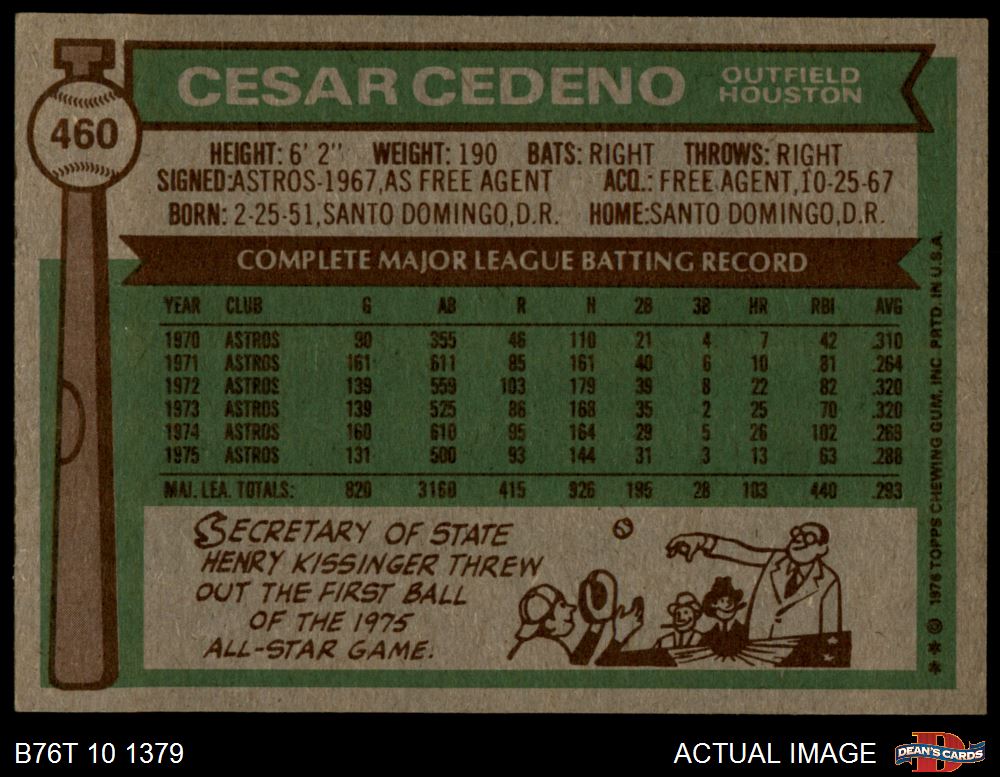 CESAR CEDENO
OUTFIELD
HOUSTON
460
HEIGHT: 6' 2" WEIGHT: 190 BATS: RIGHT THROWS: RIGHT
SIGNED:ASTROS-1967,AS FREE AGENT ACQ.: FREE AGENT,10-25-67
BORN: 2-25-51,SANTO DOMINGO,D.R. HOME:SANTO DOMINGO,D.R.
COMPLETE MAJOR LEAGUE BATTING RECORD
YEAR CLUB G AB R H 2B 3B HR RBI AVG
1970 ASTROS 90 355 46 110 21 4 7 42 .310
1971 ASTROS 161 611 85 161 40 6 10 81 .264
1972 ASTROS 139 559 103 179 39 8 22 82 .320
1973 ASTROS 139 525 86 168 35 2 25 70 .320
1974 ASTROS 160 610 95 164 29 5 26 102 .269
1975 ASTROS 131 500 93 144 31 3 13 63 .288
MAJ. LEA. TOTALS: 820 3160 415 926 195 28 103 440 .293
SECRETARY OF STATE
HENRY KISSINGER THREW
OUT THE FIRST BALL
OF THE 1975
ALL-STAR GAME.
** © 1976 TOPPS CHEWING GUM, INC PRTD. IN U.S.A.
B76T 10 1379
ACTUAL IMAGE
DEAN'S CARDS